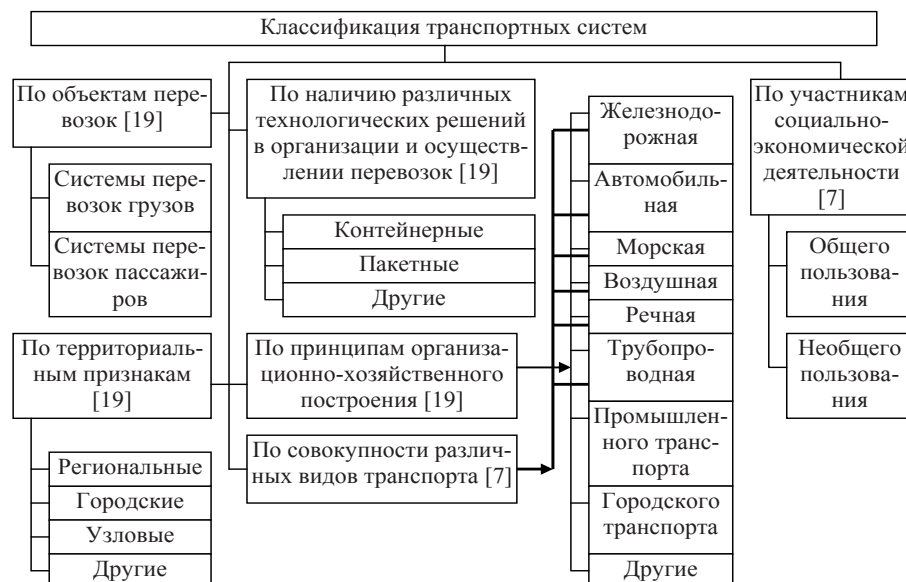 Классификация транспортных систем
По объектам пере-
возок [19]
Системы пере-
возок грузов
Системы пере-
возок пассажи-
ров
По территориаль-
ным признакам
[19]
Региональные
Городские
Узловые
Другие
По наличию различных
технологических решений
в организации и осуществ-
лении перевозок [19]
Контейнерные
Пакетные
Другие
По принципам организа-
ционно-хозяйственного
построения [19]
По совокупности различ-
ных видов транспорта [7]
Железнодо-
рожная
Автомобиль-
ная
Морская
Воздушная
Речная
Трубопро-
водная
Промышлен-
ного транс-
порта
Городского
транспорта
Другие
По участникам
социально-
экономической
деятельности
[7]
Общего
пользова-
ния
Необщего
пользова-
ния